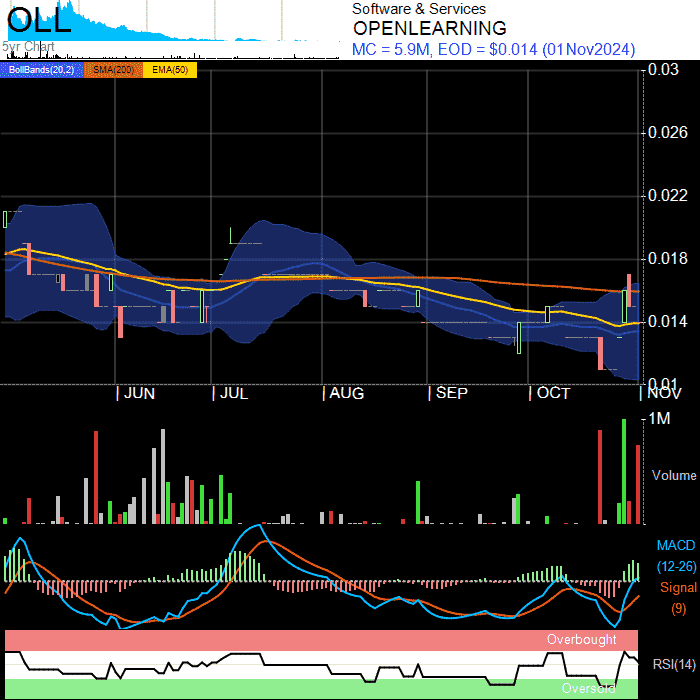 OLL
Software & Services
OPENLEARNING
5yr Chart
MC = 5.9M, EOD = $0.014 (01Nov2024)
BollBands(20,2) SMA(200) EMA(50)
0.03
0.026
0.022
0.018
0.014
0.01
JUN JUL AUG SEP OCT NOV
1M
Volume
MACD
(12-26)
Signal
(9)
Overbought
RSI(14)
Oversold